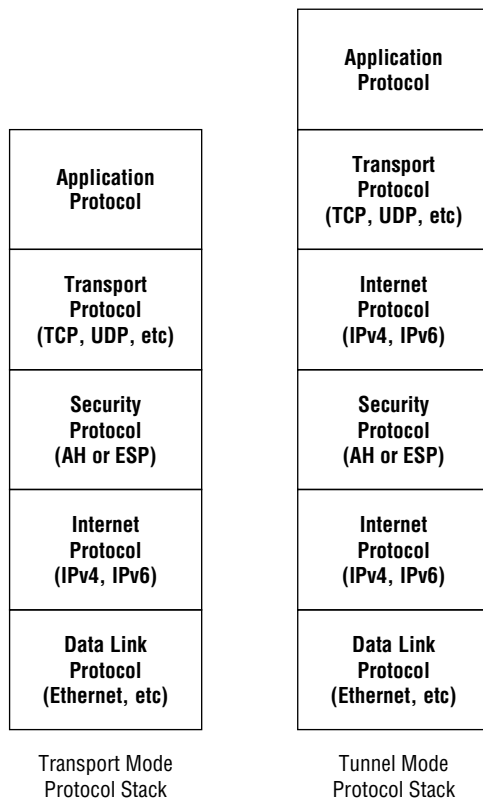 Application
Protocol
Transport
Protocol
(TCP, UDP, etc)
Security
Protocol
(AH or ESP)
Internet
Protocol
(IPv4, IPv6)
Data Link
Protocol
(Ethernet, etc)
Transport Mode
Protocol Stack
Application
Protocol
Transport
Protocol
(TCP, UDP, etc)
Internet
Protocol
(IPv4, IPv6)
Security
Protocol
(AH or ESP)
Internet
Protocol
(IPv4, IPv6)
Data Link
Protocol
(Ethernet, etc)
Tunnel Mode
Protocol Stack